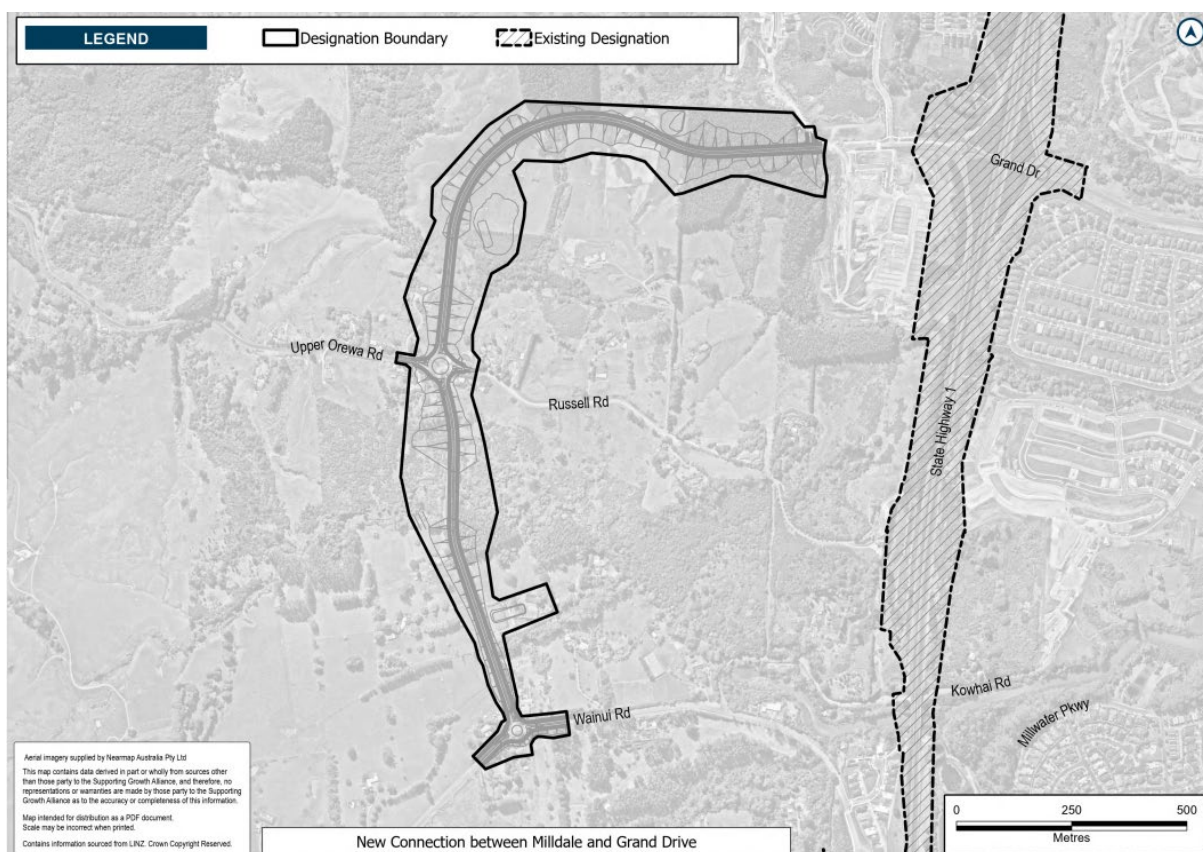 LEGEND
Designation Boundary
Existing Designation
Grand Dr
Upper Orewa Rd
Russell Rd
State Highway 1
Kowhai Rd
Wainui Rd
Millwater Pkwy
Aerial imagery supplied by Nearmap Australia Pty Ltd
This map contains data derived in part or wholly from sources other
than those party to the Supporting Growth Alliance, and therefore, no
representations or warranties are made by those party to the Supporting
Growth Alliance as to the accuracy or completeness of this information.
Map intended for distribution as a PDF document.
Scale may be incorrect when printed.
Contains information sourced from LINZ. Crown Copyright Reserved.
New Connection between Milldale and Grand Drive
0 250 500
Metres